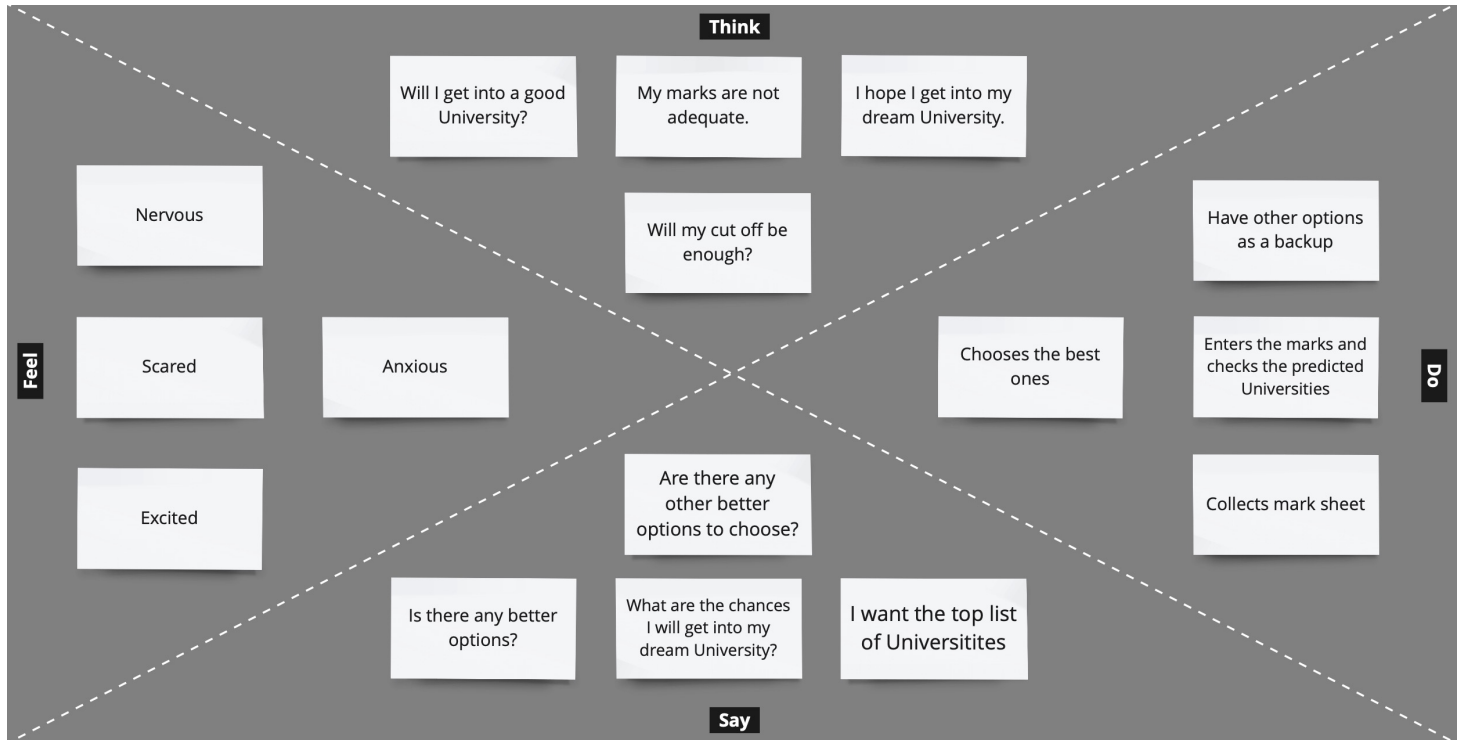 Think
Will I get into a good
University?
My marks are not
adequate.
I hope I get into my
dream University.
Will my cut off be
enough?
Feel
Nervous
Scared
Anxious
Excited
Do
Have other options
as a backup
Chooses the best
ones
Enters the marks and
checks the predicted
Universities
Collects mark sheet
Are there any
other better
options to choose?
Is there any better
options?
What are the chances
I will get into my
dream University?
I want the top list
of Universitites
Say